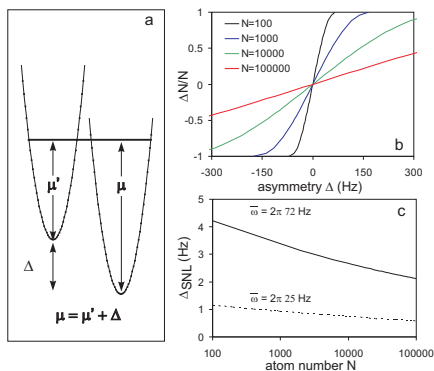 a
μ'
μ
Δ
μ = μ' + Δ
N=100
N=1000
N=10000
N=100000
ΔN/N
1
0.5
0
-0.5
-1
-300
-150
0
150
300
b
asymmetry Δ (Hz)
c
ω̅ = 2π 72 Hz
ω̅ = 2π 25 Hz
Δ_SNL (Hz)
5
4
3
2
1
0
100
1000
10000
100000
atom number N